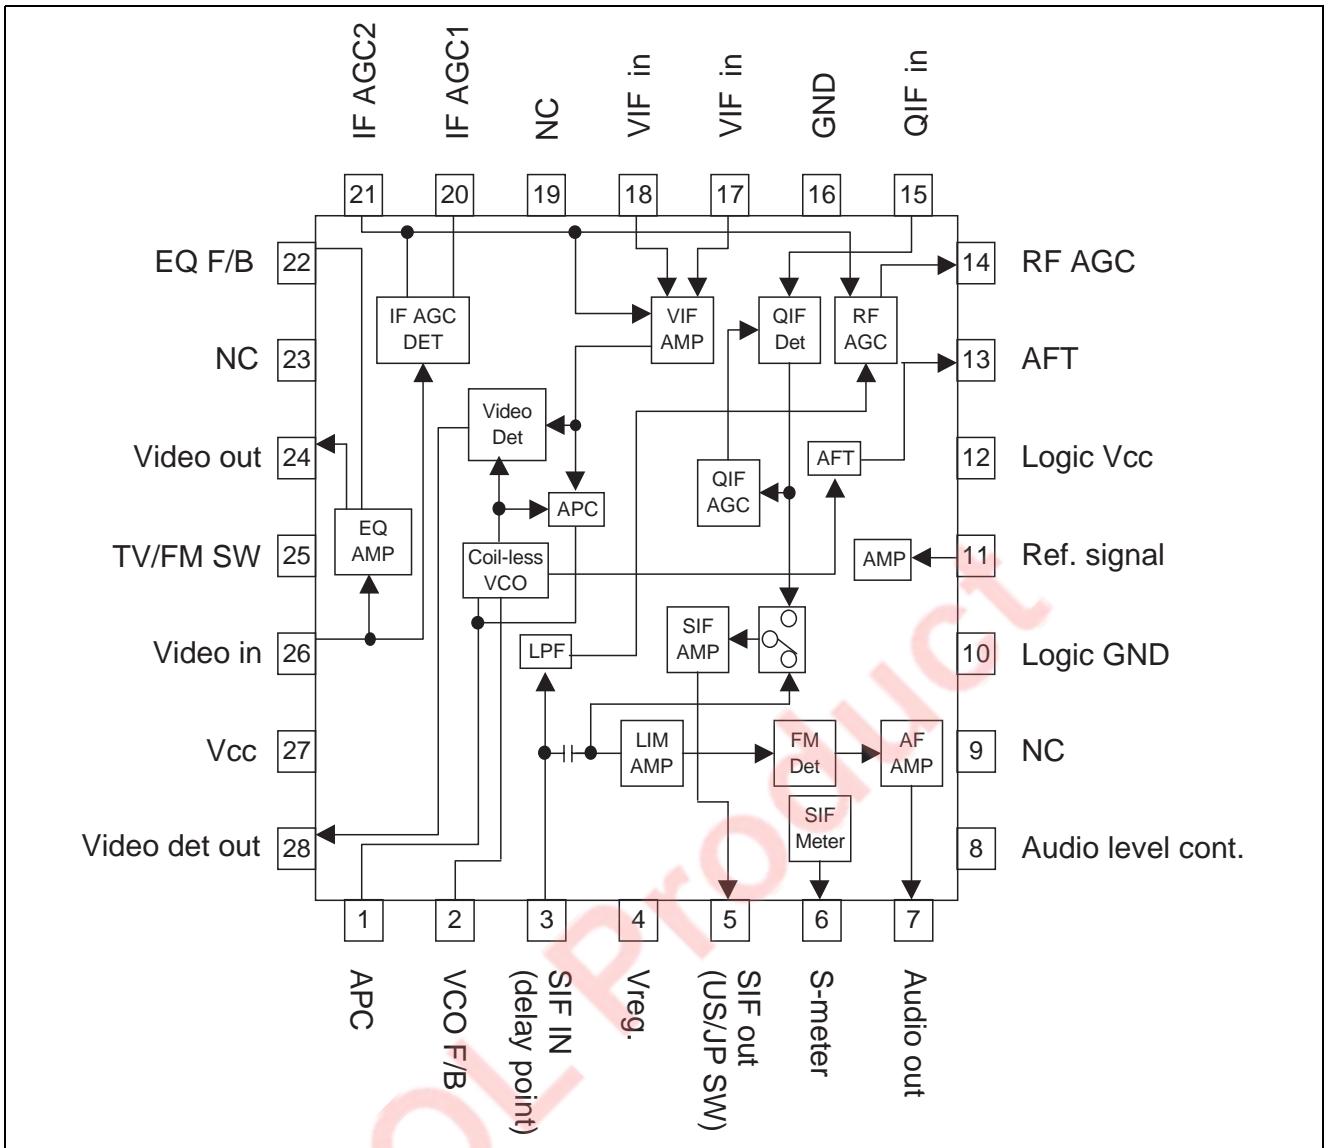 IF AGC2
IF AGC1
NC
VIF in
VIF in
GND
QIF in
21
20
19
18
17
16
15
EQ F/B
22
14
RF AGC
IF AGC
DET
VIF
AMP
QIF
Det
RF
AGC
NC
23
13
AFT
Video
Det
Video out
24
AFT
12
Logic Vcc
QIF
AGC
APC
EQ
AMP
TV/FM SW
25
Coil-less
VCO
AMP
11
Ref. signal
SIF
AMP
Video in
26
LPF
10
Logic GND
Vcc
27
LIM
AMP
FM
Det
AF
AMP
9
NC
SIF
Meter
Video det out
28
8
Audio level cont.
1
2
3
4
5
6
7
APC
VCO F/B
SIF IN
(delay point)
Vreg.
SIF out
(US/JP SW)
S-meter
Audio out
OL Product